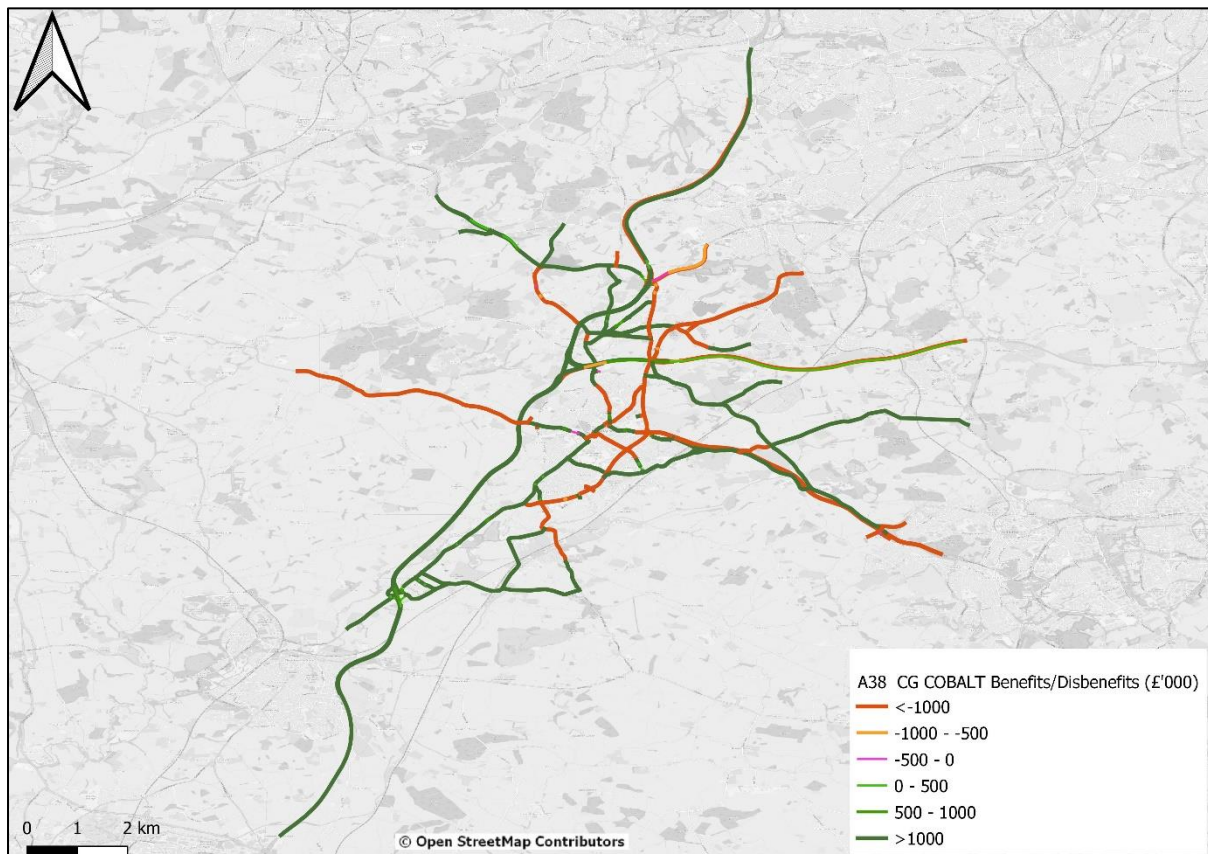 A38 CG COBALT Benefits/Disbenefits (£'000)
<-1000
-1000 - -500
-500 - 0
0 - 500
500 - 1000
>1000
0 1 2 km
© Open StreetMap Contributors